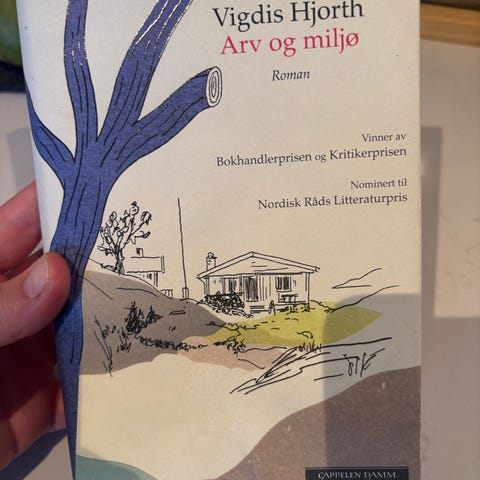 Vigdis Hjorth
Arv og miljø
Roman
Vinner av
Bokhandlerprisen og Kritikerprisen
Nominert til
Nordisk Råds Litteraturpris
CAPPELEN DAMM